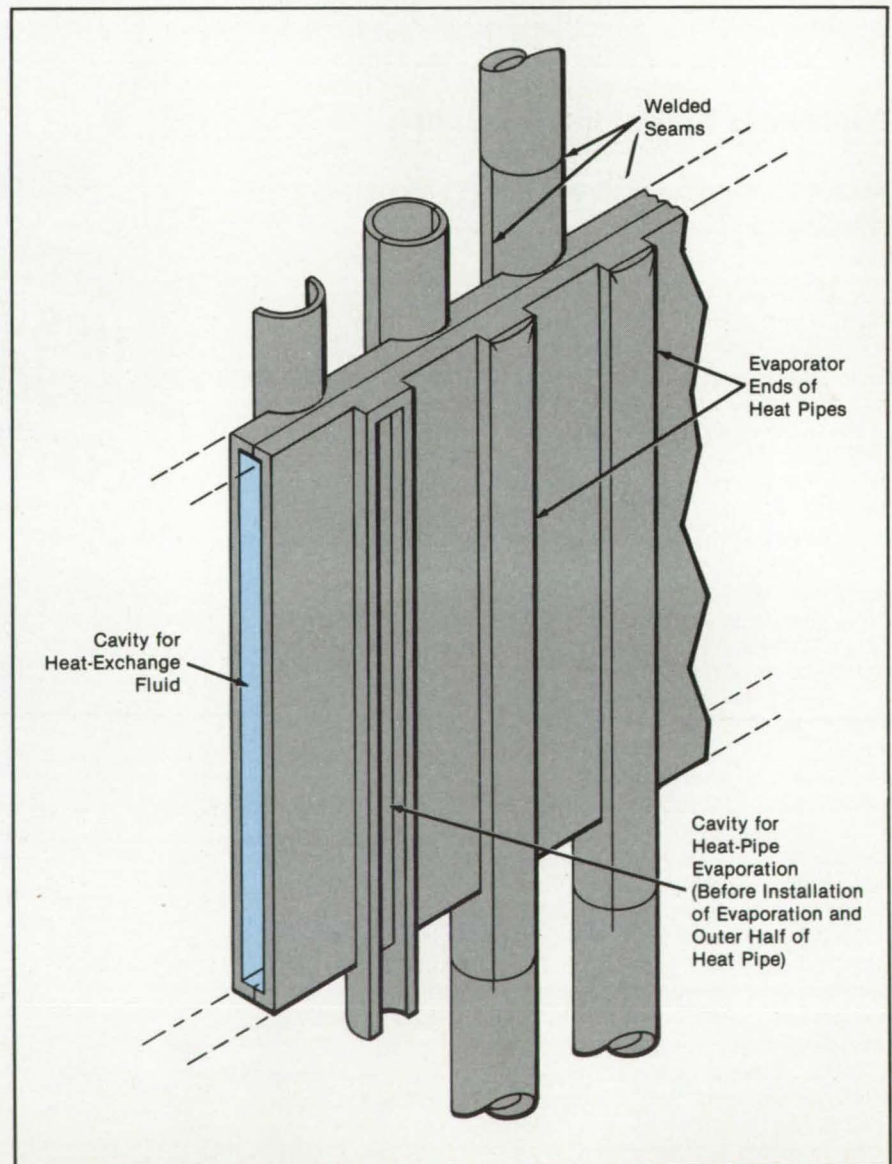 Welded
Seams
Evaporator
Ends of
Heat Pipes
Cavity for
Heat-Exchange
Fluid
Cavity for
Heat-Pipe
Evaporation
(Before Installation
of Evaporation and
Outer Half of
Heat Pipe)